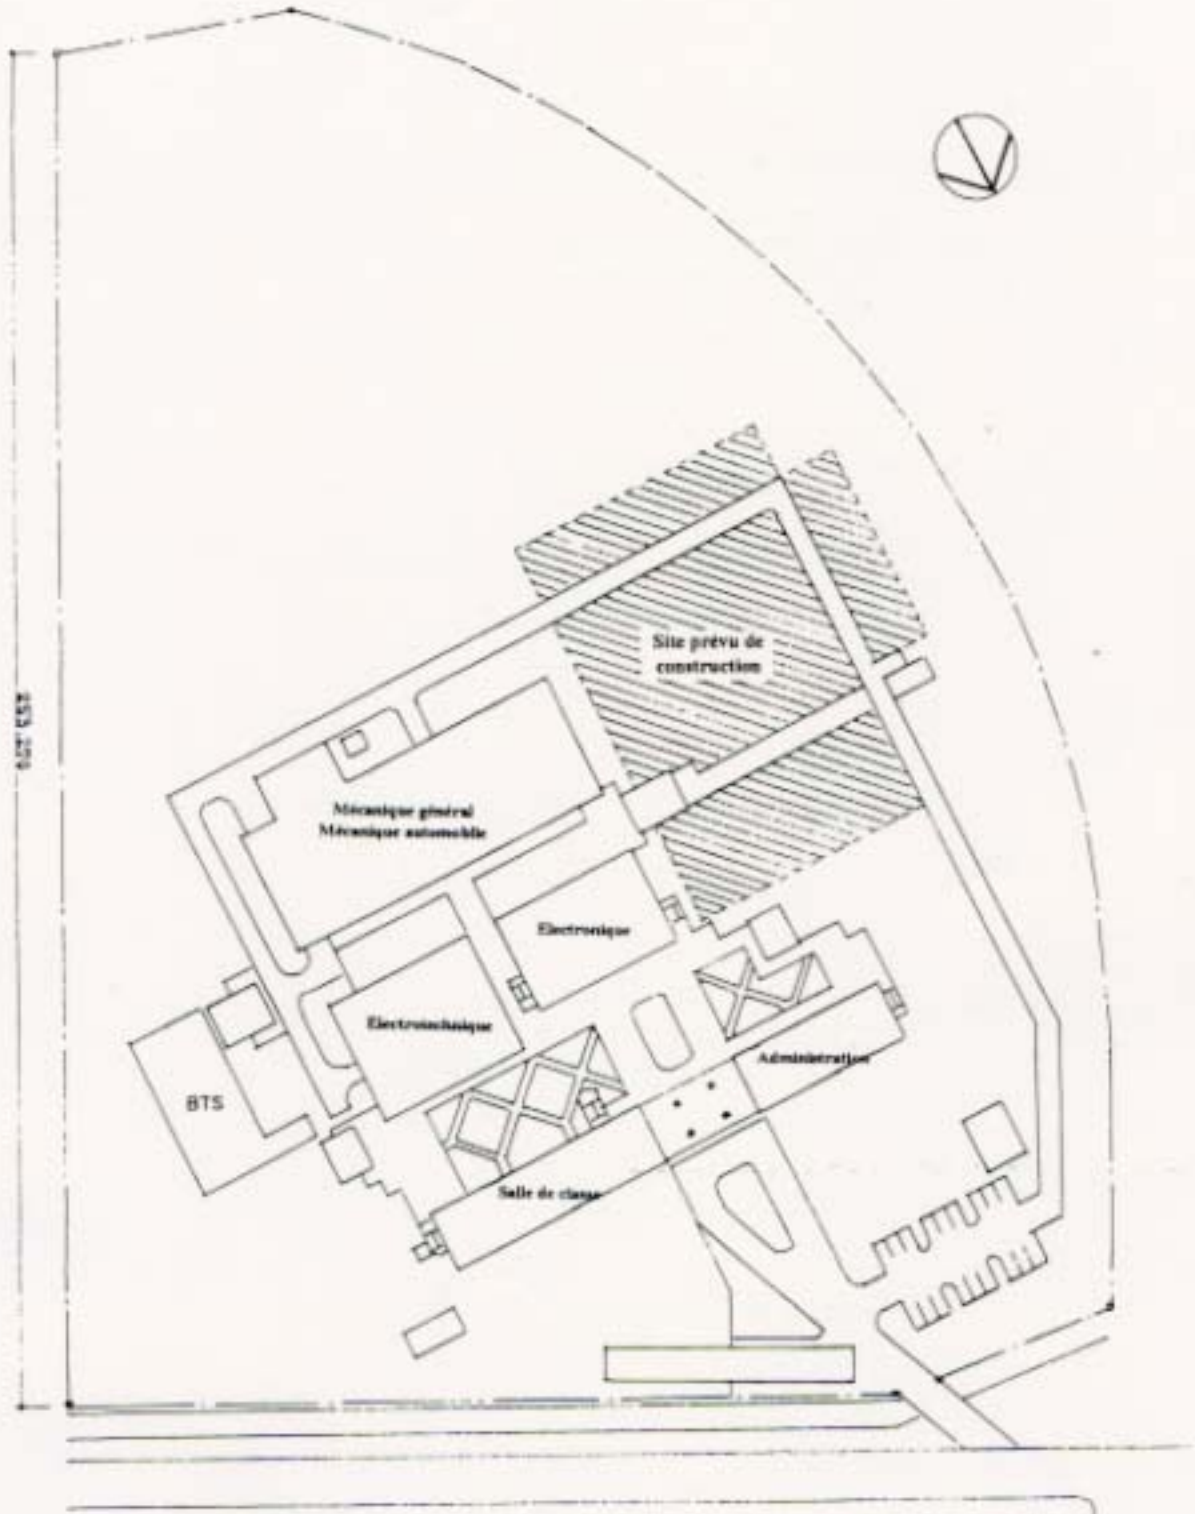 Site prévu de
construction
Mécanique général
Mécanique automobile
Electronique
Electrotechnique
BTS
Administration
Salle de classe